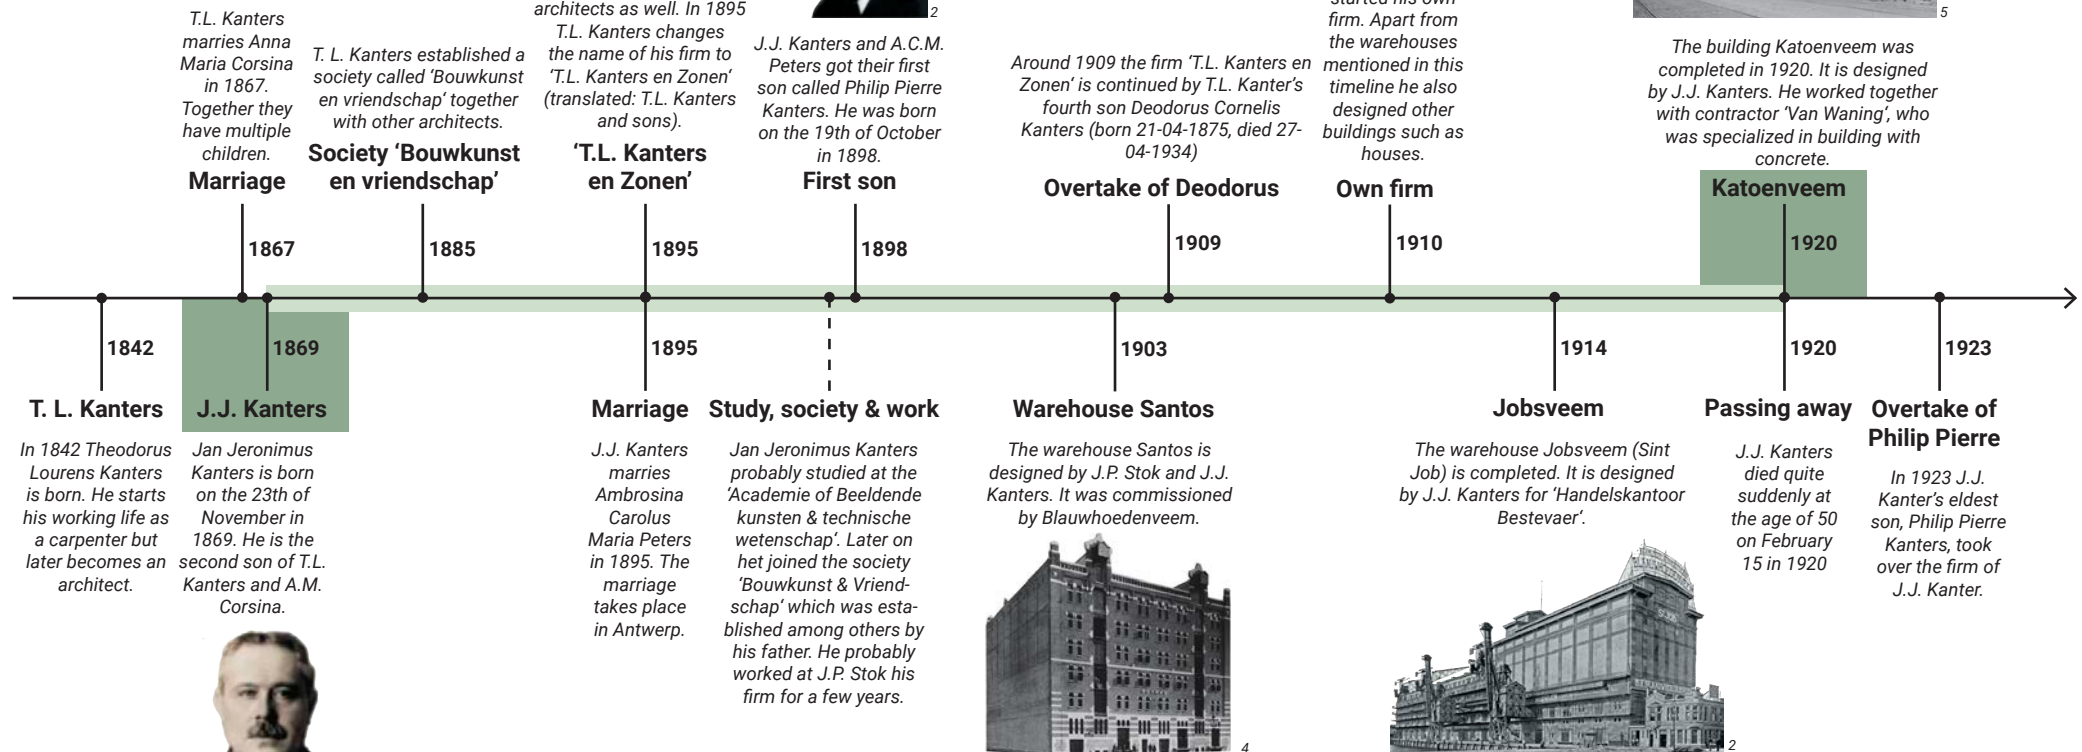 T.L. Kanters
marries Anna
Maria Corsina
in 1867.
Together they
have multiple
children.
Marriage
1867
T. L. Kanters established a
society called ‘Bouwkunst
en vriendschap‘ together
with other architects.
Society ‘Bouwkunst
en vriendschap’
1885
architects as well. In 1895
T.L. Kanters changes
the name of his firm to
‘T.L. Kanters en Zonen‘
(translated: T.L. Kanters
and sons).
‘T.L. Kanters
en Zonen’
1895
2
J.J. Kanters and A.C.M.
Peters got their first
son called Philip Pierre
Kanters. He was born
on the 19th of October
in 1898.
First son
1898
Around 1909 the firm ‘T.L. Kanters en
Zonen‘ is continued by T.L. Kanter’s
fourth son Deodorus Cornelis
Kanters (born 21-04-1875, died 27-
04-1934)
Overtake of Deodorus
1909
started his own
firm. Apart from
the warehouses
mentioned in this
timeline he also
designed other
buildings such as
houses.
Own firm
1910
5
The building Katoenveem was
completed in 1920. It is designed
by J.J. Kanters. He worked together
with contractor ‘Van Waning‘, who
was specialized in building with
concrete.
Katoenveem
1920
1842
T. L. Kanters
In 1842 Theodorus
Lourens Kanters
is born. He starts
his working life as
a carpenter but
later becomes an
architect.
1869
J.J. Kanters
Jan Jeronimus
Kanters is born
on the 23th of
November in
1869. He is the
second son of T.L.
Kanters and A.M.
Corsina.
1895
Marriage
J.J. Kanters
marries
Ambrosina
Carolus
Maria Peters
in 1895. The
marriage
takes place
in Antwerp.
Study, society & work
Jan Jeronimus Kanters
probably studied at the
‘Academie of Beeldende
kunsten & technische
wetenschap‘. Later on
het joined the society
‘Bouwkunst & Vriend-
schap‘ which was esta-
blished among others by
his father. He probably
worked at J.P. Stok his
firm for a few years.
1903
Warehouse Santos
The warehouse Santos is
designed by J.P. Stok and J.J.
Kanters. It was commissioned
by Blauwhoedenveem.
4
1914
Jobsveem
The warehouse Jobsveem (Sint
Job) is completed. It is designed
by J.J. Kanters for ‘Handelskantoor
Bestevaer‘.
2
1920
Passing away
J.J. Kanters
died quite
suddenly at
the age of 50
on February
15 in 1920
1923
Overtake of
Philip Pierre
In 1923 J.J.
Kanter’s eldest
son, Philip Pierre
Kanters, took
over the firm of
J.J. Kanter.